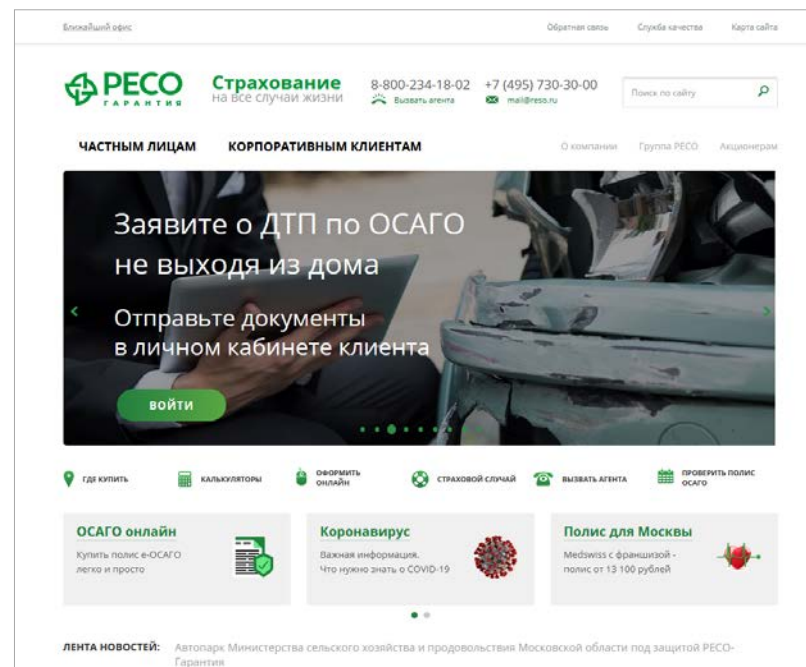 Ближайший офис
Обратная связь Служба качества Карта сайта
РЕСО
ГАРАНТИЯ
Страхование
на все случаи жизни
8-800-234-18-02 +7 (495) 730-30-00
Вызвать агента mail@reso.ru
Поиск по сайту
ЧАСТНЫМ ЛИЦАМ КОРПОРАТИВНЫМ КЛИЕНТАМ
О компании Группа РЕСО Акционерам
Заявите о ДТП по ОСАГО
не выходя из дома
Отправьте документы
в личном кабинете клиента
ВОЙТИ
ГДЕ КУПИТЬ
КАЛЬКУЛЯТОРЫ
ОФОРМИТЬ
ОНЛАЙН
СТРАХОВОЙ СЛУЧАЙ
ВЫЗВАТЬ АГЕНТА
ПРОВЕРИТЬ ПОЛИС
ОСАГО
ОСАГО онлайн
Купить полис е-ОСАГО
легко и просто
Коронавирус
Важная информация.
Что нужно знать о COVID-19
Полис для Москвы
Medswiss с франшизой -
полис от 13 100 рублей
ЛЕНТА НОВОСТЕЙ: Автопарк Министерства сельского хозяйства и продовольствия Московской области под защитой РЕСО-
Гарантия